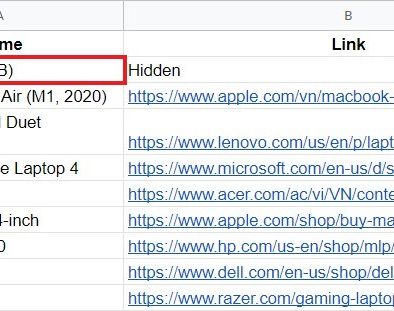 A B
me Link
B) Hidden
Air (M1, 2020) https://www.apple.com/vn/macbook-
Duet https://www.lenovo.com/us/en/p/lapt
e Laptop 4 https://www.microsoft.com/en-us/d/s
https://www.acer.com/ac/vi/VN/conte
4-inch https://www.apple.com/shop/buy-ma
0 https://www.hp.com/us-en/shop/mlp/
https://www.dell.com/en-us/shop/del
https://www.razer.com/gaming-laptop